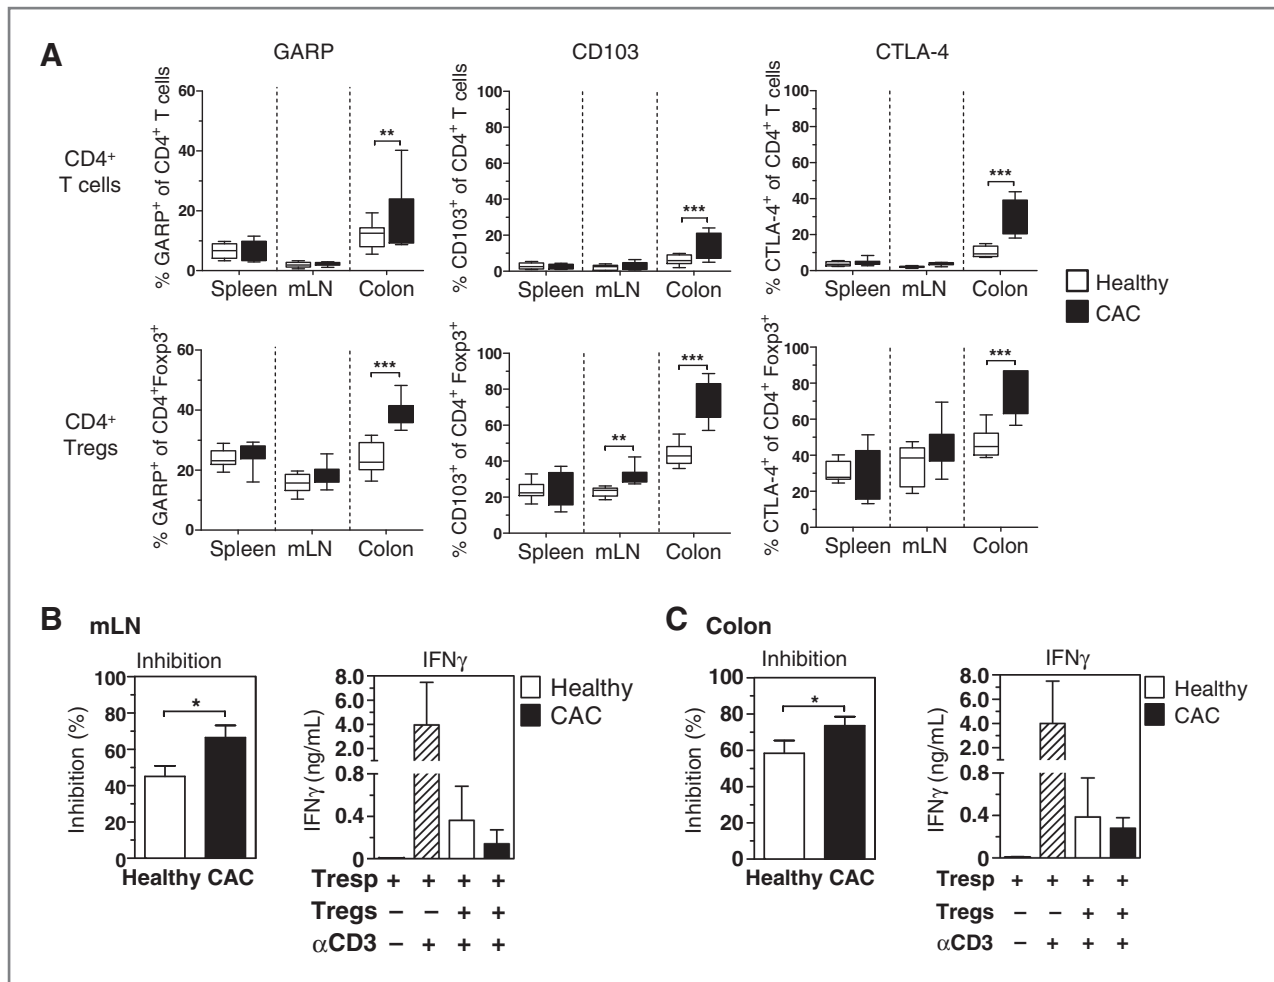 A
GARP
CD103
CTLA-4
CD4+
T cells
% GARP+ of CD4+ T cells
60
40
20
0
**
Spleen mLN Colon
% CD103+ of CD4+ T cells
100
80
60
40
20
0
***
Spleen mLN Colon
% CTLA-4+ of CD4+ T cells
100
80
60
40
20
0
***
Spleen mLN Colon
Healthy
CAC
CD4+
Tregs
% GARP+ of CD4+Foxp3+
60
40
20
0
***
Spleen mLN Colon
% CD103+ of CD4+ Foxp3+
100
80
60
40
20
0
**
***
Spleen mLN Colon
% CTLA-4+ of CD4+ Foxp3+
100
80
60
40
20
0
***
Spleen mLN Colon
B mLN
Inhibition
Inhibition (%)
100
80
60
40
20
0
*
Healthy CAC
IFNγ
IFNγ (ng/mL)
8.0
6.0
4.0
2.0
0.8
0.4
0
Healthy
CAC
Tresp + + + +
Tregs – – + +
αCD3 – + + +
C Colon
Inhibition
Inhibition (%)
100
80
60
40
20
0
*
Healthy CAC
IFNγ
IFNγ (ng/mL)
8.0
6.0
4.0
2.0
0.8
0.4
0
Healthy
CAC
Tresp + + + +
Tregs – – + +
αCD3 – + + +